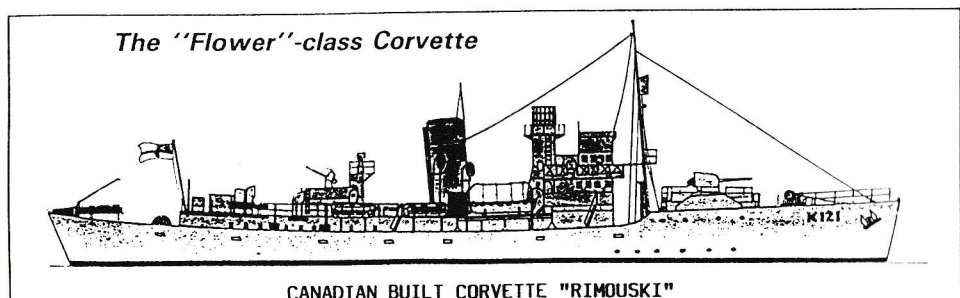 The "Flower"-class Corvette
K121
CANADIAN BUILT CORVETTE "RIMOUSKI"